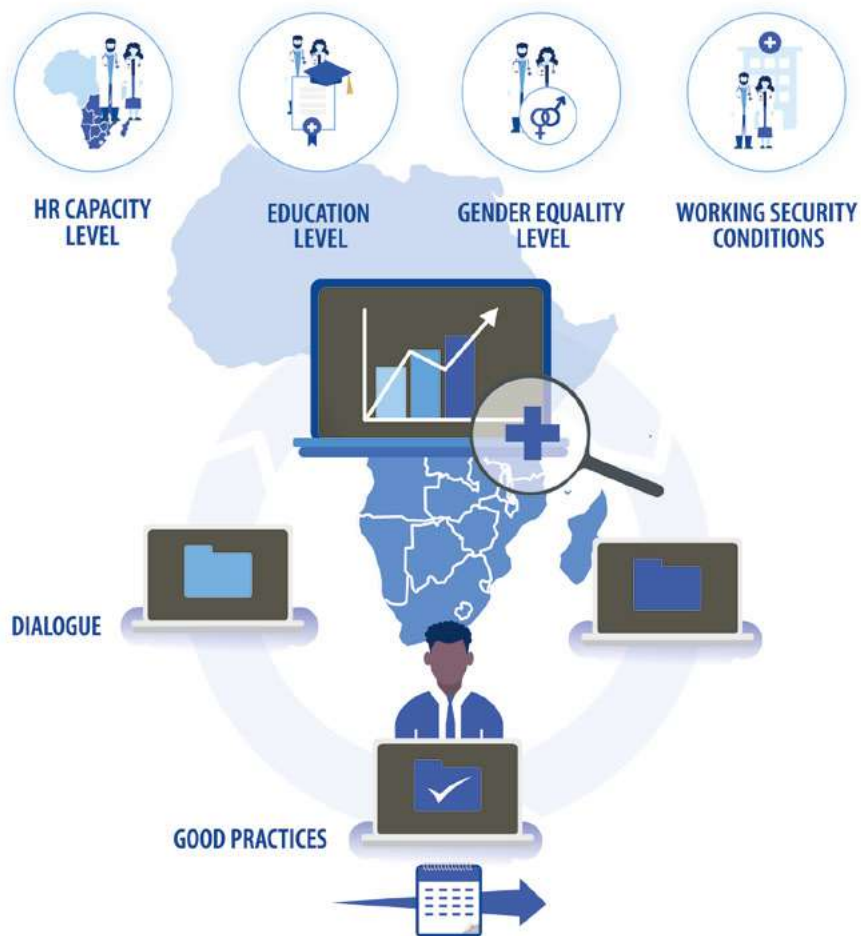 HR CAPACITY
LEVEL
EDUCATION
LEVEL
GENDER EQUALITY
LEVEL
WORKING SECURITY
CONDITIONS
DIALOGUE
GOOD PRACTICES